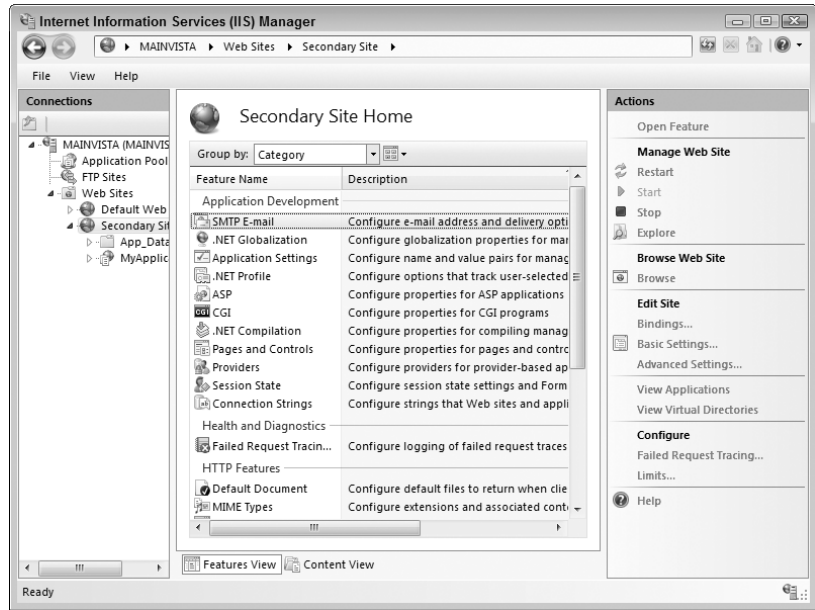 Internet Information Services (IIS) Manager
MAINVISTA Web Sites Secondary Site
File View Help
Connections
MAINVISTA (MAINVIS
Application Pool
FTP Sites
Web Sites
Default Web
Secondary Sit
App_Data
MyApplic
Secondary Site Home
Group by: Category
Feature Name Description
Application Development
SMTP E-mail Configure e-mail address and delivery opti
.NET Globalization Configure globalization properties for mar
Application Settings Configure name and value pairs for manag
.NET Profile Configure options that track user-selected
ASP Configure properties for ASP applications
CGI CGI Configure properties for CGI programs
.NET Compilation Configure properties for compiling manag
Pages and Controls Configure properties for pages and contrc
Providers Configure providers for provider-based ap
Session State Configure session state settings and Form
ab Connection Strings Configure strings that Web sites and appli
Health and Diagnostics
Failed Request Tracin... Configure logging of failed request traces
HTTP Features
Default Document Configure default files to return when clie
MIME Types Configure extensions and associated conte
Features View Content View
Actions
Open Feature
Manage Web Site
Restart
Start
Stop
Explore
Browse Web Site
Browse
Edit Site
Bindings...
Basic Settings...
Advanced Settings...
View Applications
View Virtual Directories
Configure
Failed Request Tracing...
Limits...
Help
Ready